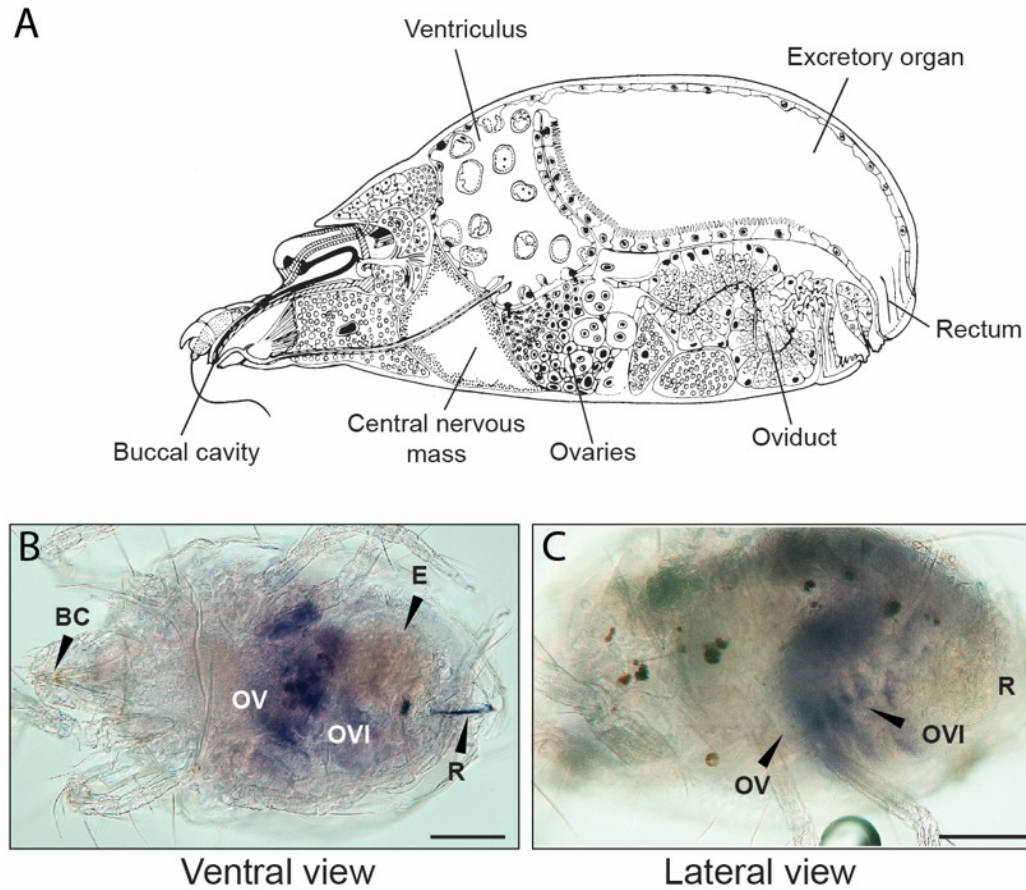 A
Ventriculus
Excretory organ
Rectum
Buccal cavity
Central nervous
mass
Ovaries
Oviduct
B
BC
E
OV
OVI
R
Ventral view
C
R
OVI
OV
Lateral view